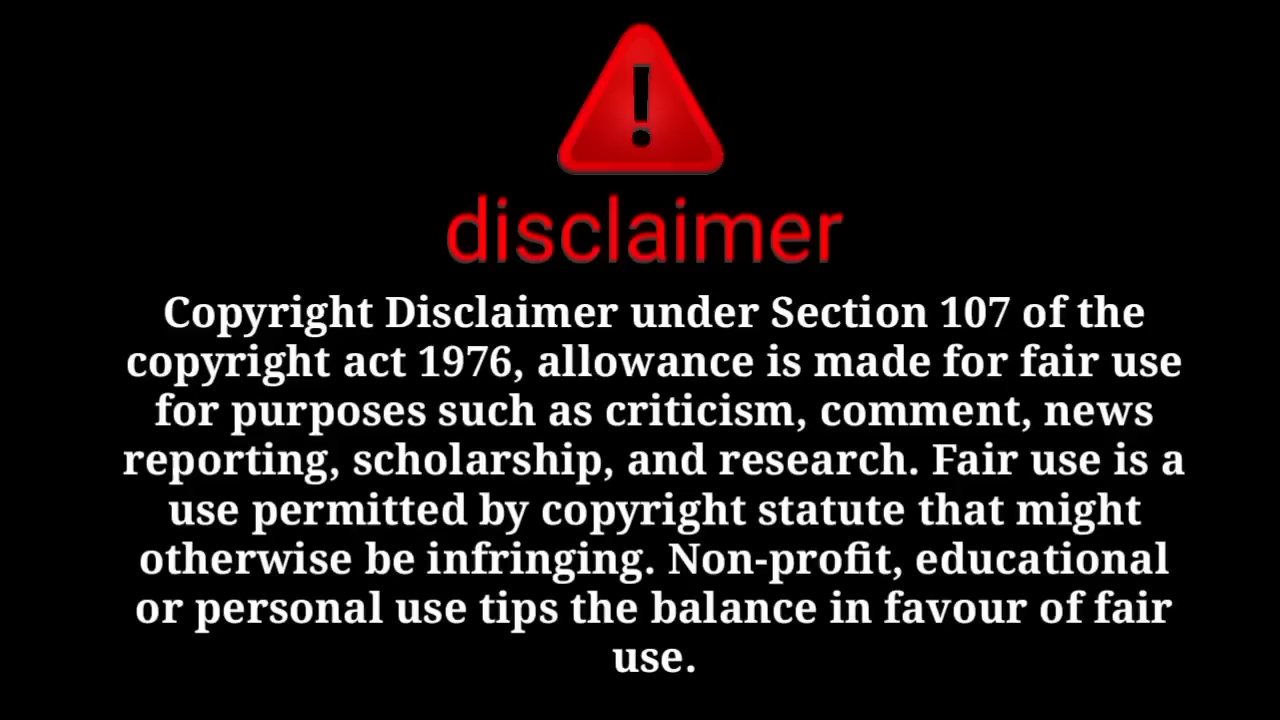 !
disclaimer
Copyright Disclaimer under Section 107 of the
copyright act 1976, allowance is made for fair use
for purposes such as criticism, comment, news
reporting, scholarship, and research. Fair use is a
use permitted by copyright statute that might
otherwise be infringing. Non-profit, educational
or personal use tips the balance in favour of fair
use.